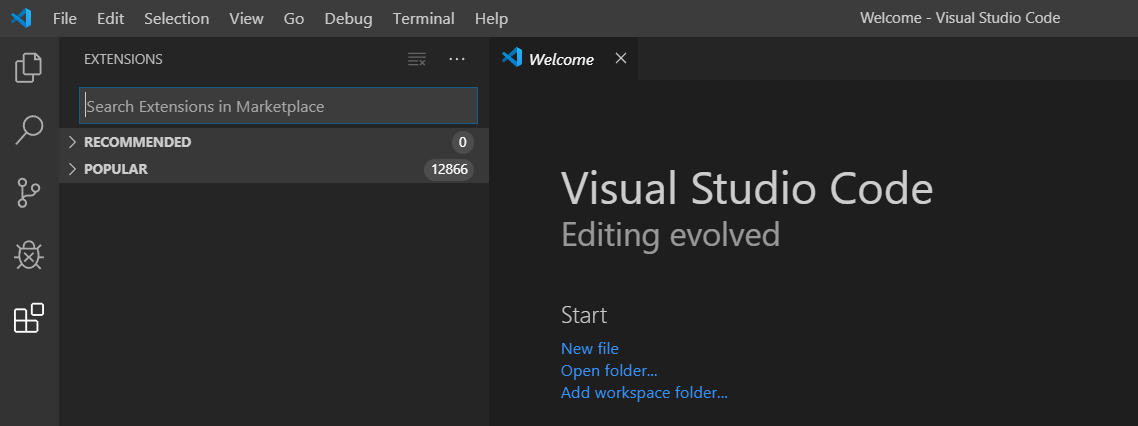 File Edit Selection View Go Debug Terminal Help
Welcome - Visual Studio Code
EXTENSIONS
Search Extensions in Marketplace
RECOMMENDED 0
POPULAR 12866
Welcome
Visual Studio Code
Editing evolved
Start
New file
Open folder...
Add workspace folder...